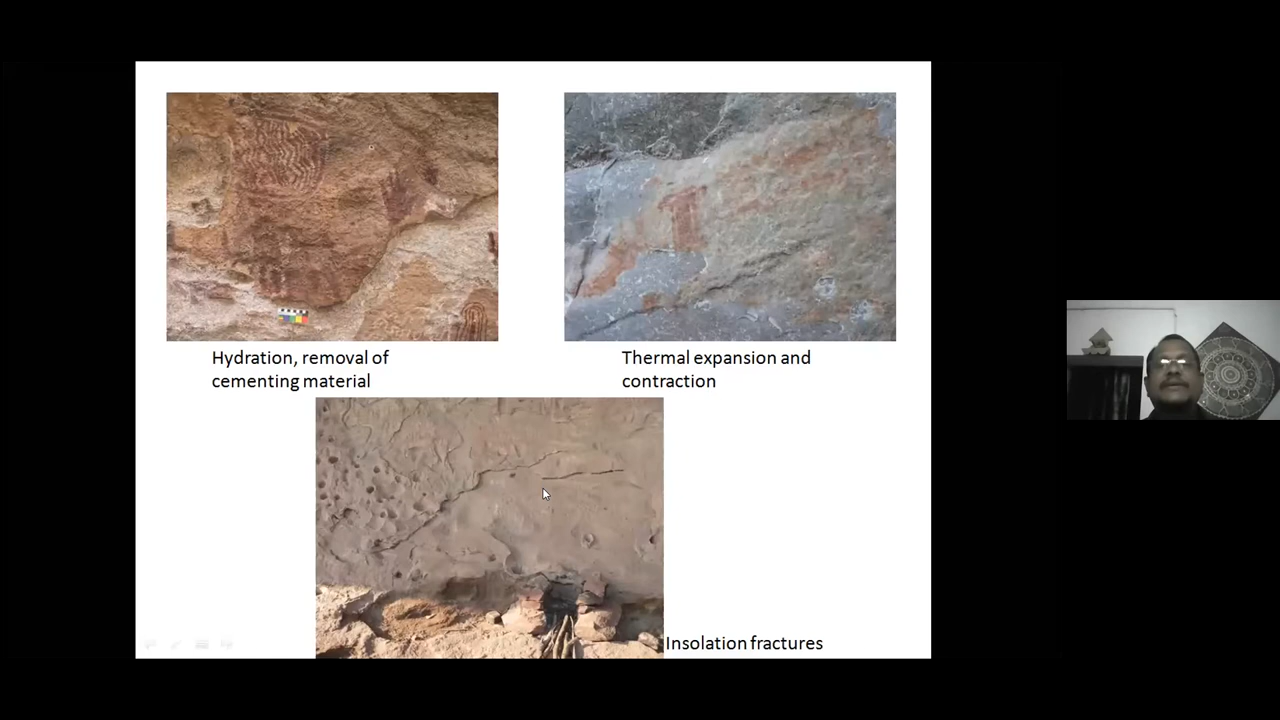 Hydration, removal of
cementing material
Thermal expansion and
contraction
Insolation fractures